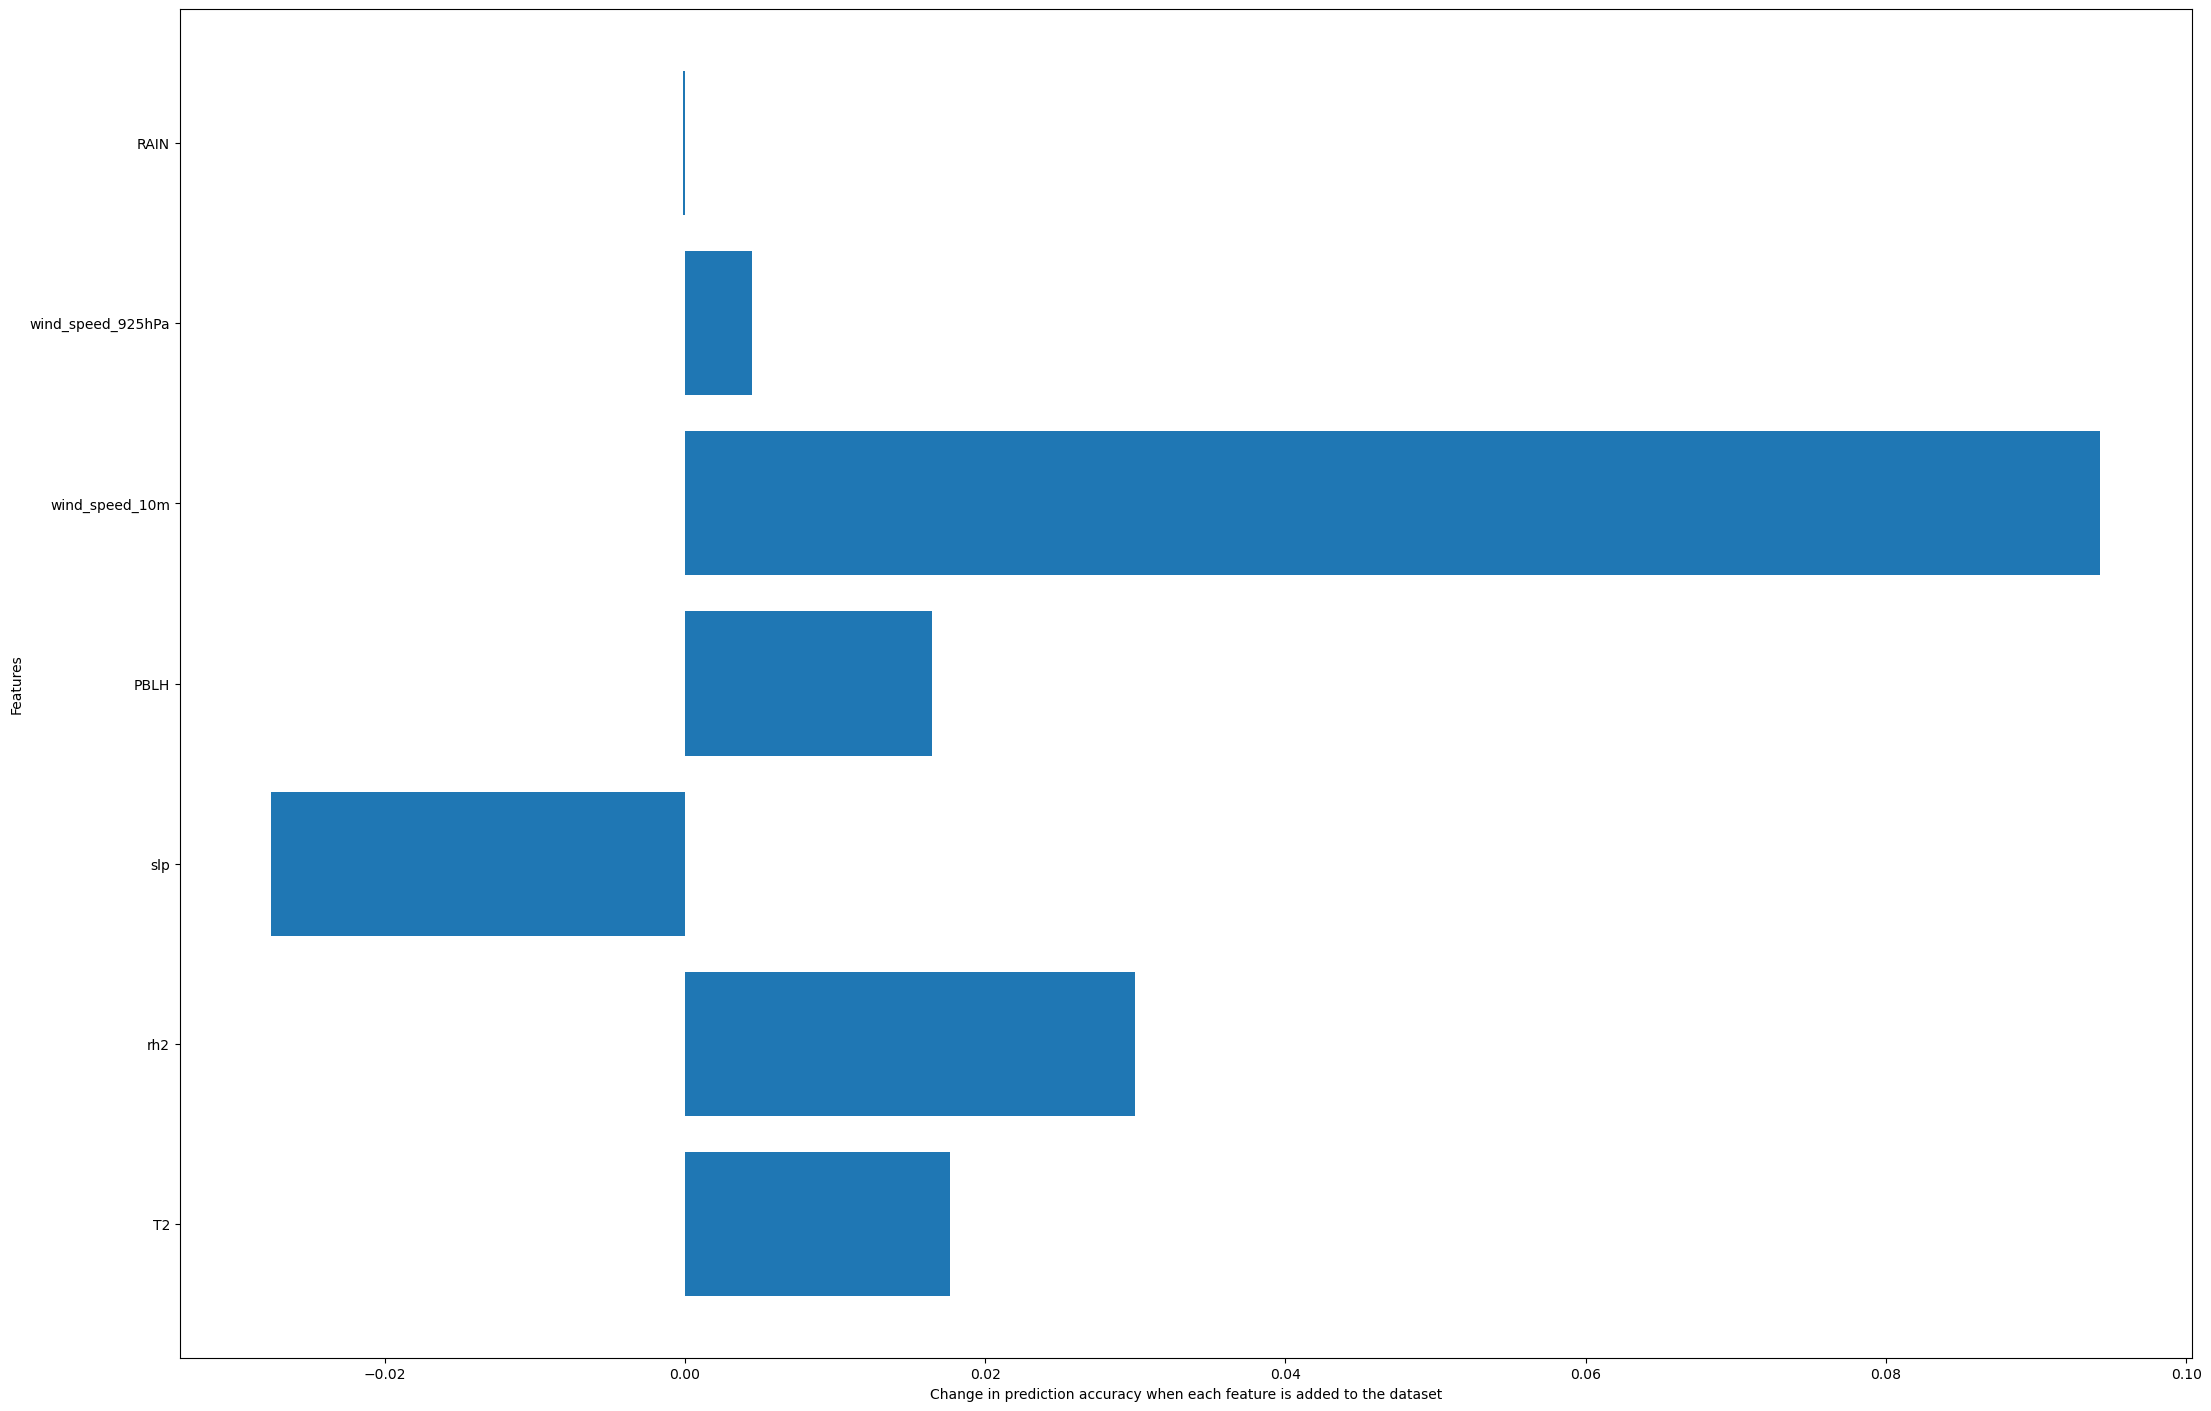 RAIN
wind_speed_925hPa
wind_speed_10m
PBLH
slp
rh2
T2
Features
−0.02
0.00
0.02
0.04
0.06
0.08
0.10
Change in prediction accuracy when each feature is added to the dataset